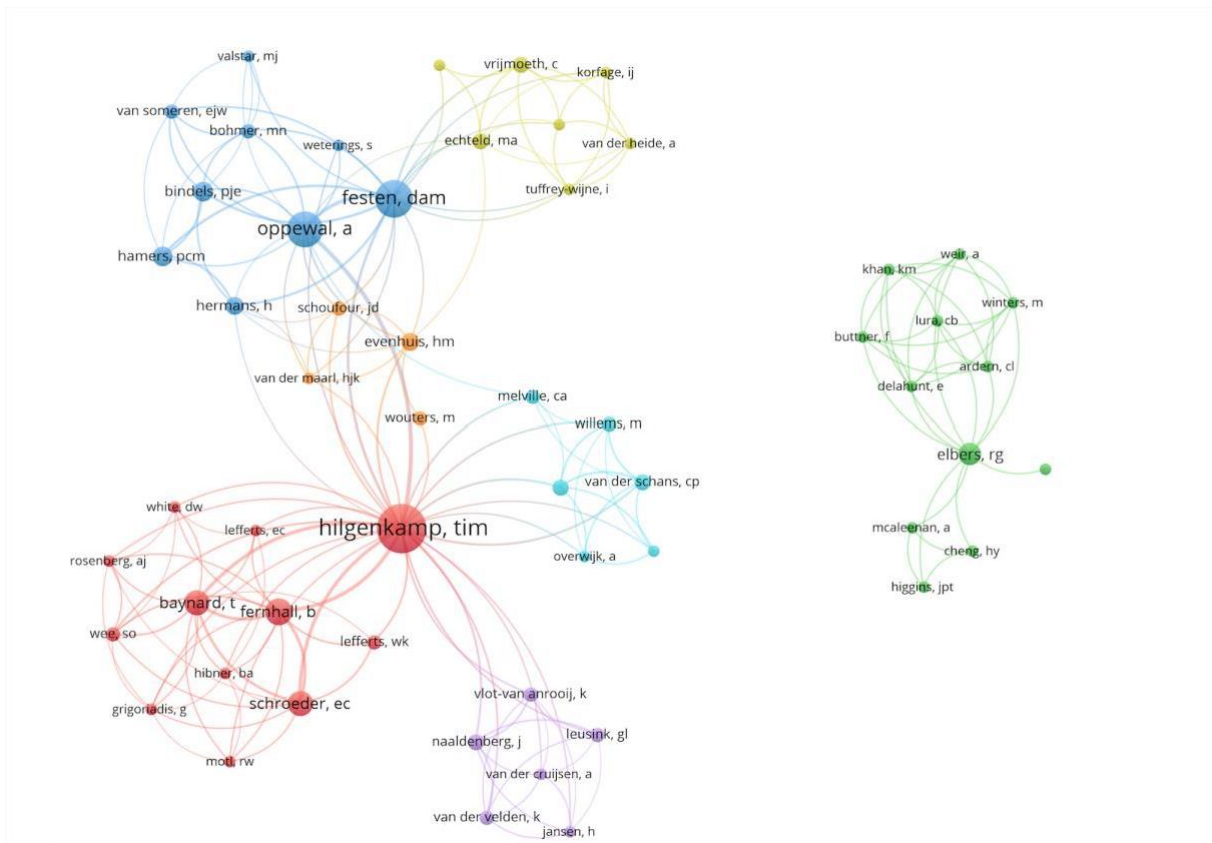 valstar, mj
vrijmoeth, c
korfage, ij
van someren, ejw
bohmer, mn
weterings, s
echteld, ma
van der heide, a
bindels, pje
festen, dam
tuffrey-wijne, i
oppewal, a
hamers, pcm
hermans, h
schoufour, jd
evenhuis, hm
van der maarl, hjk
wouters, m
melville, ca
willems, m
van der schans, cp
overwijk, a
hilgenkamp, tim
white, dw
lefferts, ec
rosenberg, aj
baynard, t
fernhall, b
wee, so
lefferts, wk
hibner, ba
grigoriadis, g
schroeder, ec
motl, rw
vlot-van anrooij, k
naaldenberg, j
leusink, gl
van der cruijsen, a
van der velden, k
jansen, h
weir, a
khan, km
winters, m
lura, cb
buttner, f
ardern, cl
delahunt, e
elbers, rg
mcaleenan, a
cheng, hy
higgins, jpt